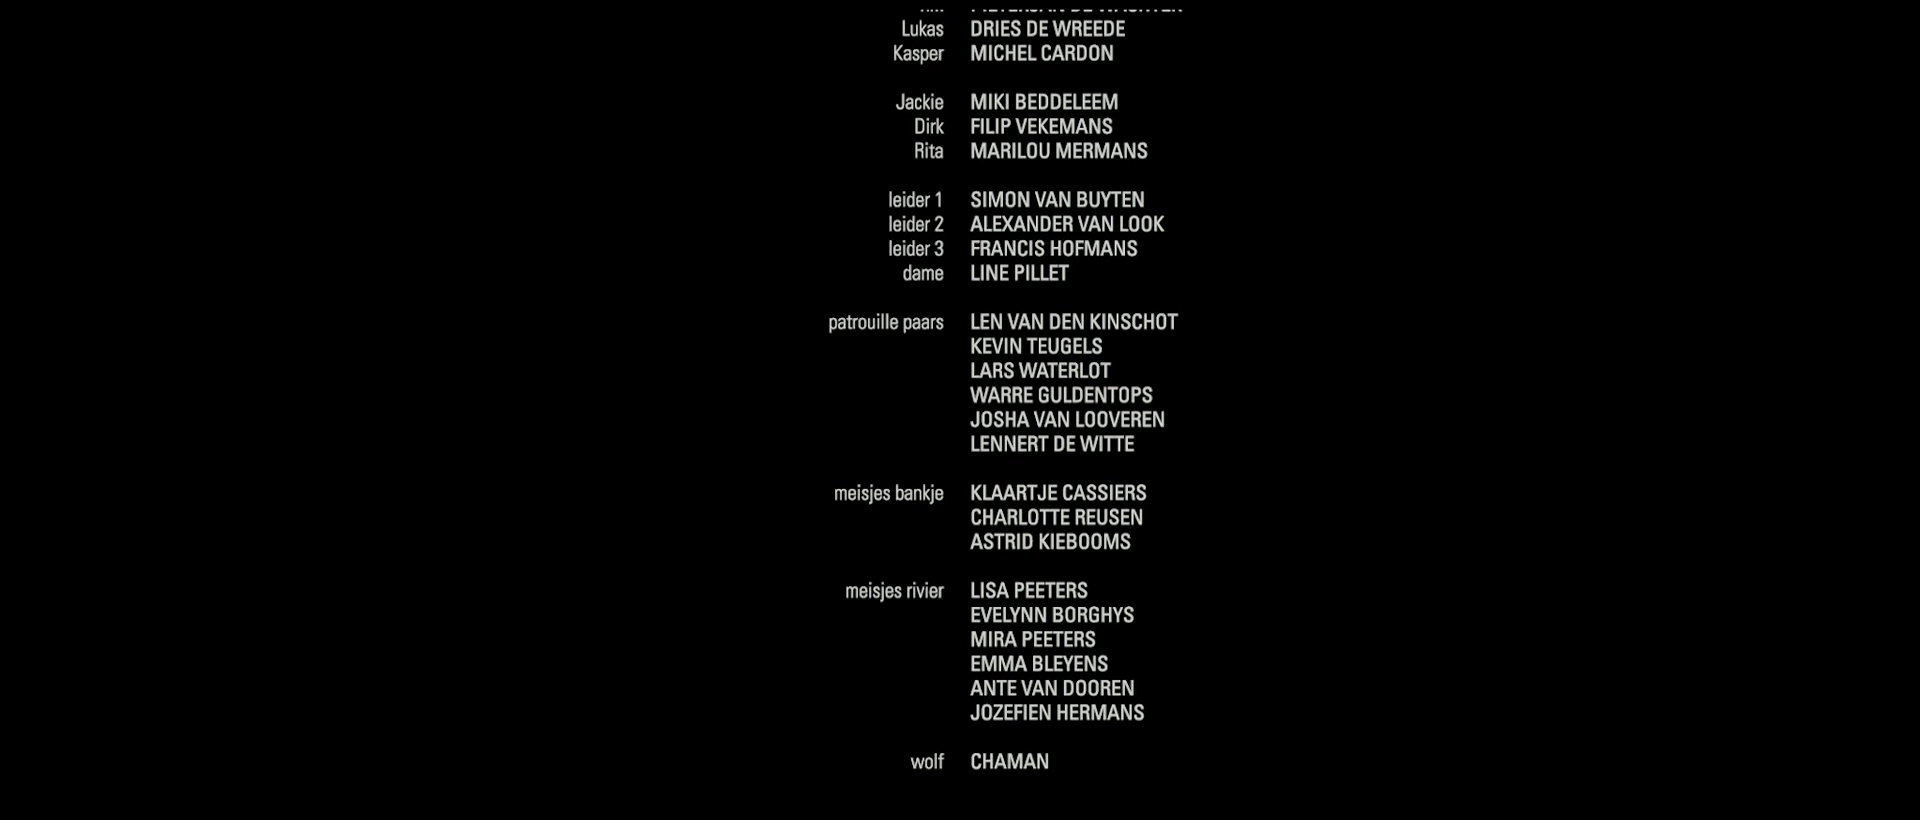 Lukas DRIES DE WREEDE
Kasper MICHEL CARDON
Jackie MIKI BEDDELEEM
Dirk FILIP VEKEMANS
Rita MARILOU MERMANS
leider 1 SIMON VAN BUYTEN
leider 2 ALEXANDER VAN LOOK
leider 3 FRANCIS HOFMANS
dame LINE PILLET
patrouille paars LEN VAN DEN KINSCHOT
KEVIN TEUGELS
LARS WATERLOT
WARRE GULDENTOPS
JOSHA VAN LOOVEREN
LENNERT DE WITTE
meisjes bankje KLAARTJE CASSIERS
CHARLOTTE REUSEN
ASTRID KIEBOOMS
meisjes rivier LISA PEETERS
EVELYNN BORGHYS
MIRA PEETERS
EMMA BLEYENS
ANTE VAN DOOREN
JOZEFIEN HERMANS
wolf CHAMAN